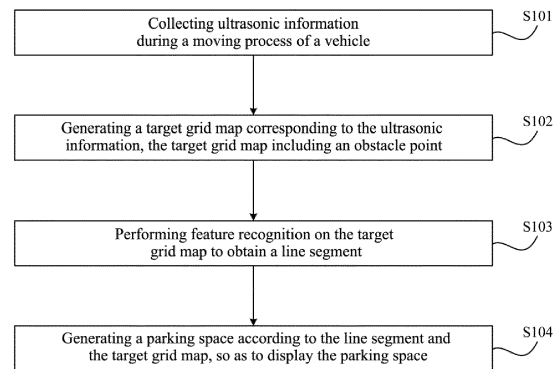 Collecting ultrasonic information
during a moving process of a vehicle
S101
Generating a target grid map corresponding to the ultrasonic
information, the target grid map including an obstacle point
S102
Performing feature recognition on the target
grid map to obtain a line segment
S103
Generating a parking space according to the line segment and
the target grid map, so as to display the parking space
S104